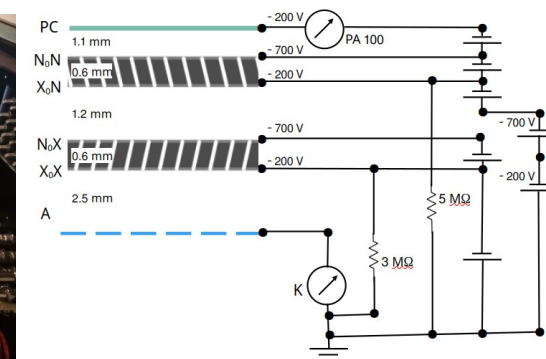 PC
- 200 V
PA 100
1.1 mm
N₀N
- 700 V
0.6 mm
X₀N
- 200 V
1.2 mm
- 700 V
N₀X
- 700 V
0.6 mm
X₀X
- 200 V
- 200 V
2.5 mm
5 MΩ
A
3 MΩ
K